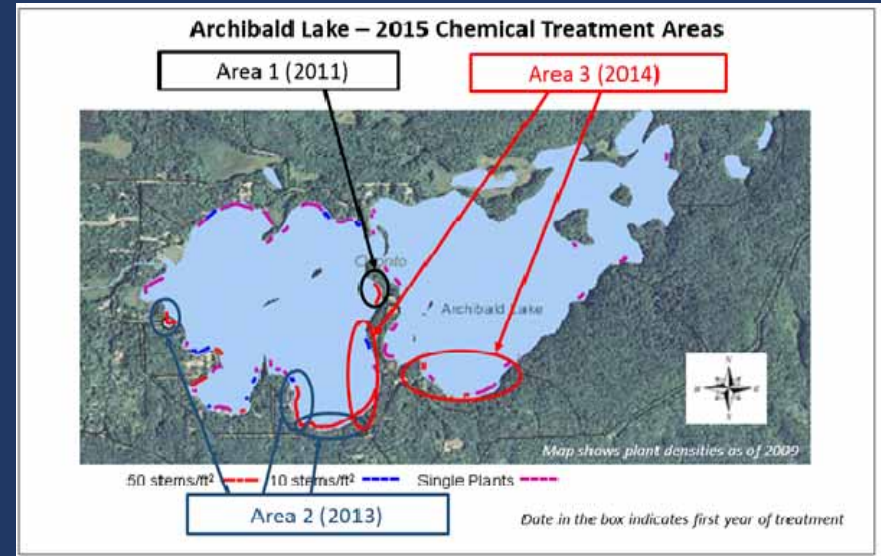 Archibald Lake – 2015 Chemical Treatment Areas
Area 1 (2011)
Area 3 (2014)
Archibald Lake
N
E
S
Map shows plant densities as of 2009
50 stems/ft² 10 stems/ft² Single Plants
Area 2 (2013)
Date in the box indicates first year of treatment